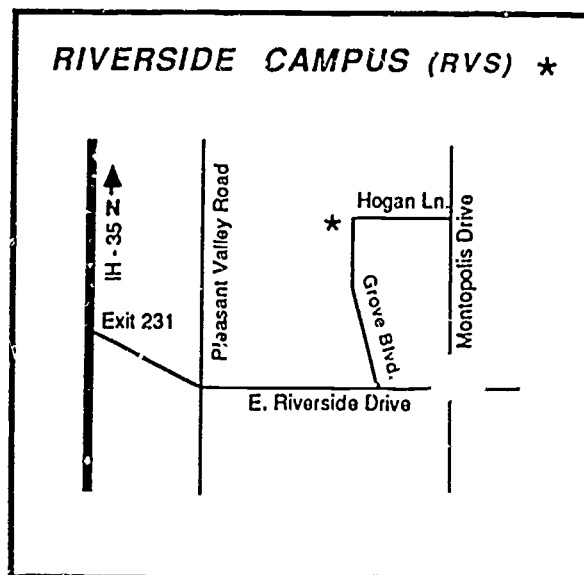 RIVERSIDE CAMPUS (RVS) *
IH - 35 N
Pleasant Valley Road
Hogan Ln.
*
Montopolis Drive
Exit 231
Grove Blvd.
E. Riverside Drive